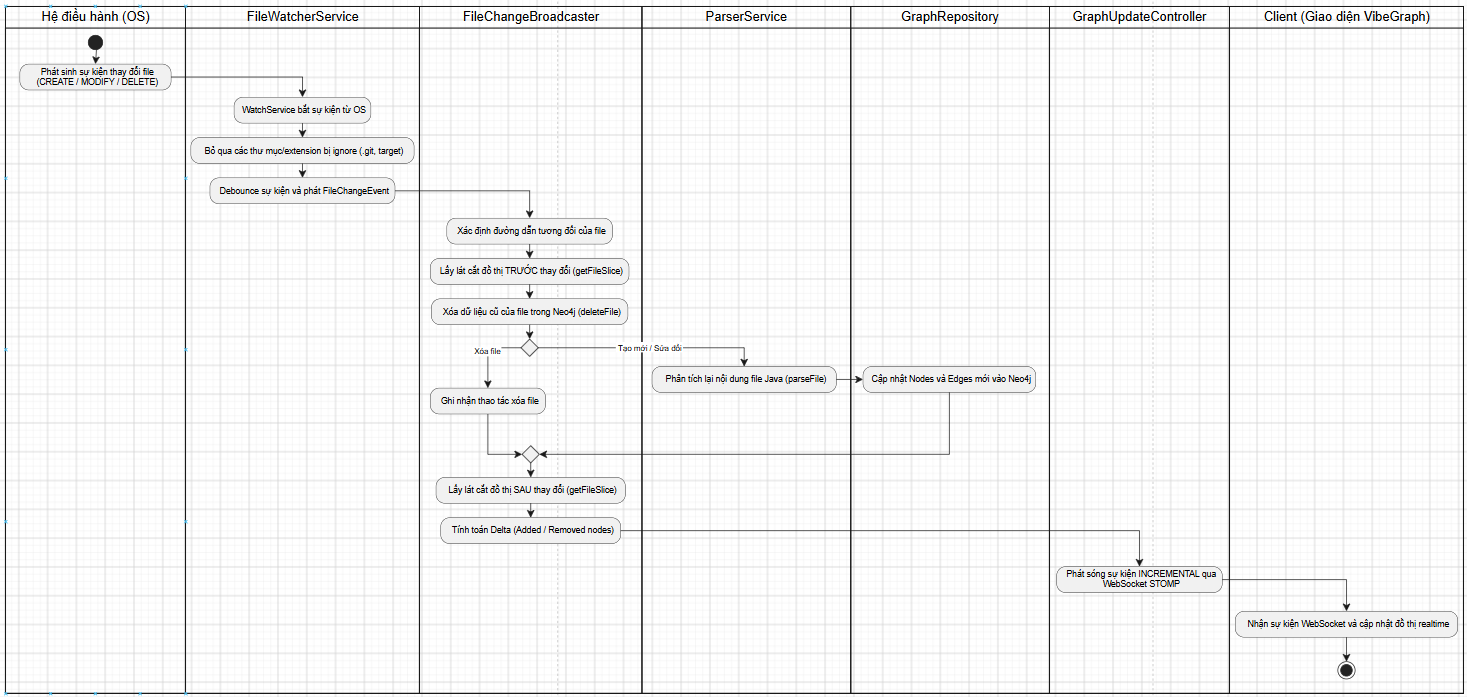 Hệ điều hành (OS)
FileWatcherService
FileChangeBroadcaster
ParserService
GraphRepository
GraphUpdateController
Client (Giao diện VibeGraph)
Phát sinh sự kiện thay đổi file
(CREATE / MODIFY / DELETE)
WatchService bắt sự kiện từ OS
Bỏ qua các thư mục/extension bị ignore (.git, target)
Debounce sự kiện và phát FileChangeEvent
Xác định đường dẫn tương đối của file
Lấy lát cắt đồ thị TRƯỚC thay đổi (getFileSlice)
Xóa dữ liệu cũ của file trong Neo4j (deleteFile)
Xóa file
Tạo mới / Sửa đổi
Phân tích lại nội dung file Java (parseFile)
Cập nhật Nodes và Edges mới vào Neo4j
Ghi nhận thao tác xóa file
Lấy lát cắt đồ thị SAU thay đổi (getFileSlice)
Tính toán Delta (Added / Removed nodes)
Phát sóng sự kiện INCREMENTAL qua
WebSocket STOMP
Nhận sự kiện WebSocket và cập nhật đồ thị realtime